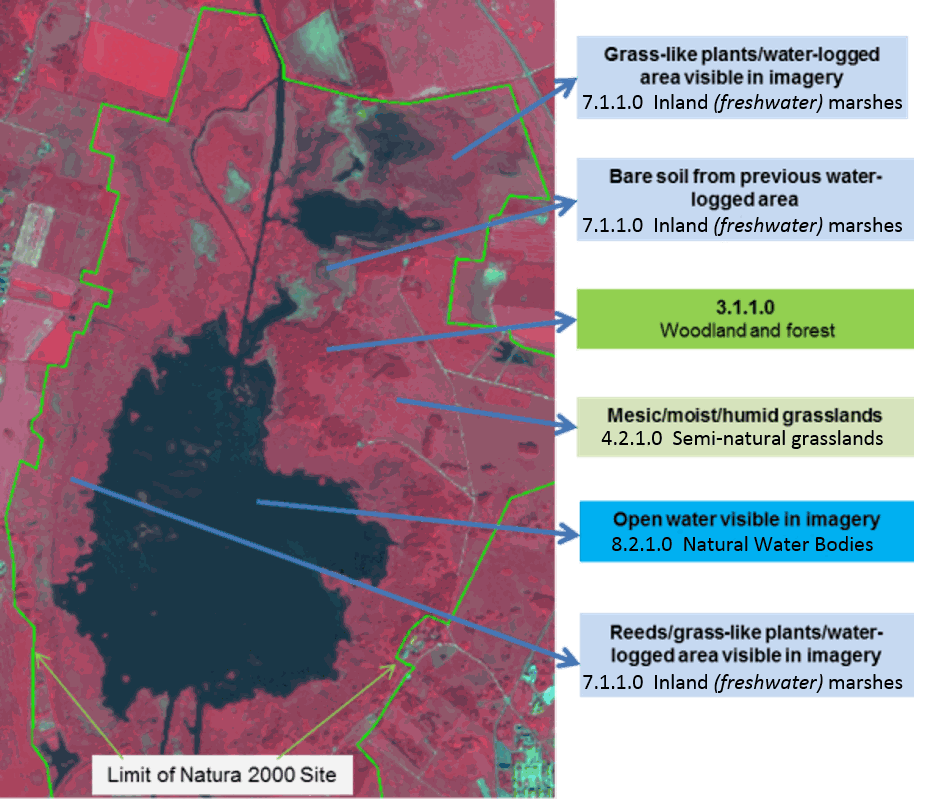 Grass-like plants/water-logged
area visible in imagery
7.1.1.0 Inland (freshwater) marshes
Bare soil from previous water-
logged area
7.1.1.0 Inland (freshwater) marshes
3.1.1.0
Woodland and forest
Mesic/moist/humid grasslands
4.2.1.0 Semi-natural grasslands
Open water visible in imagery
8.2.1.0 Natural Water Bodies
Reeds/grass-like plants/water-
logged area visible in imagery
7.1.1.0 Inland (freshwater) marshes
Limit of Natura 2000 Site